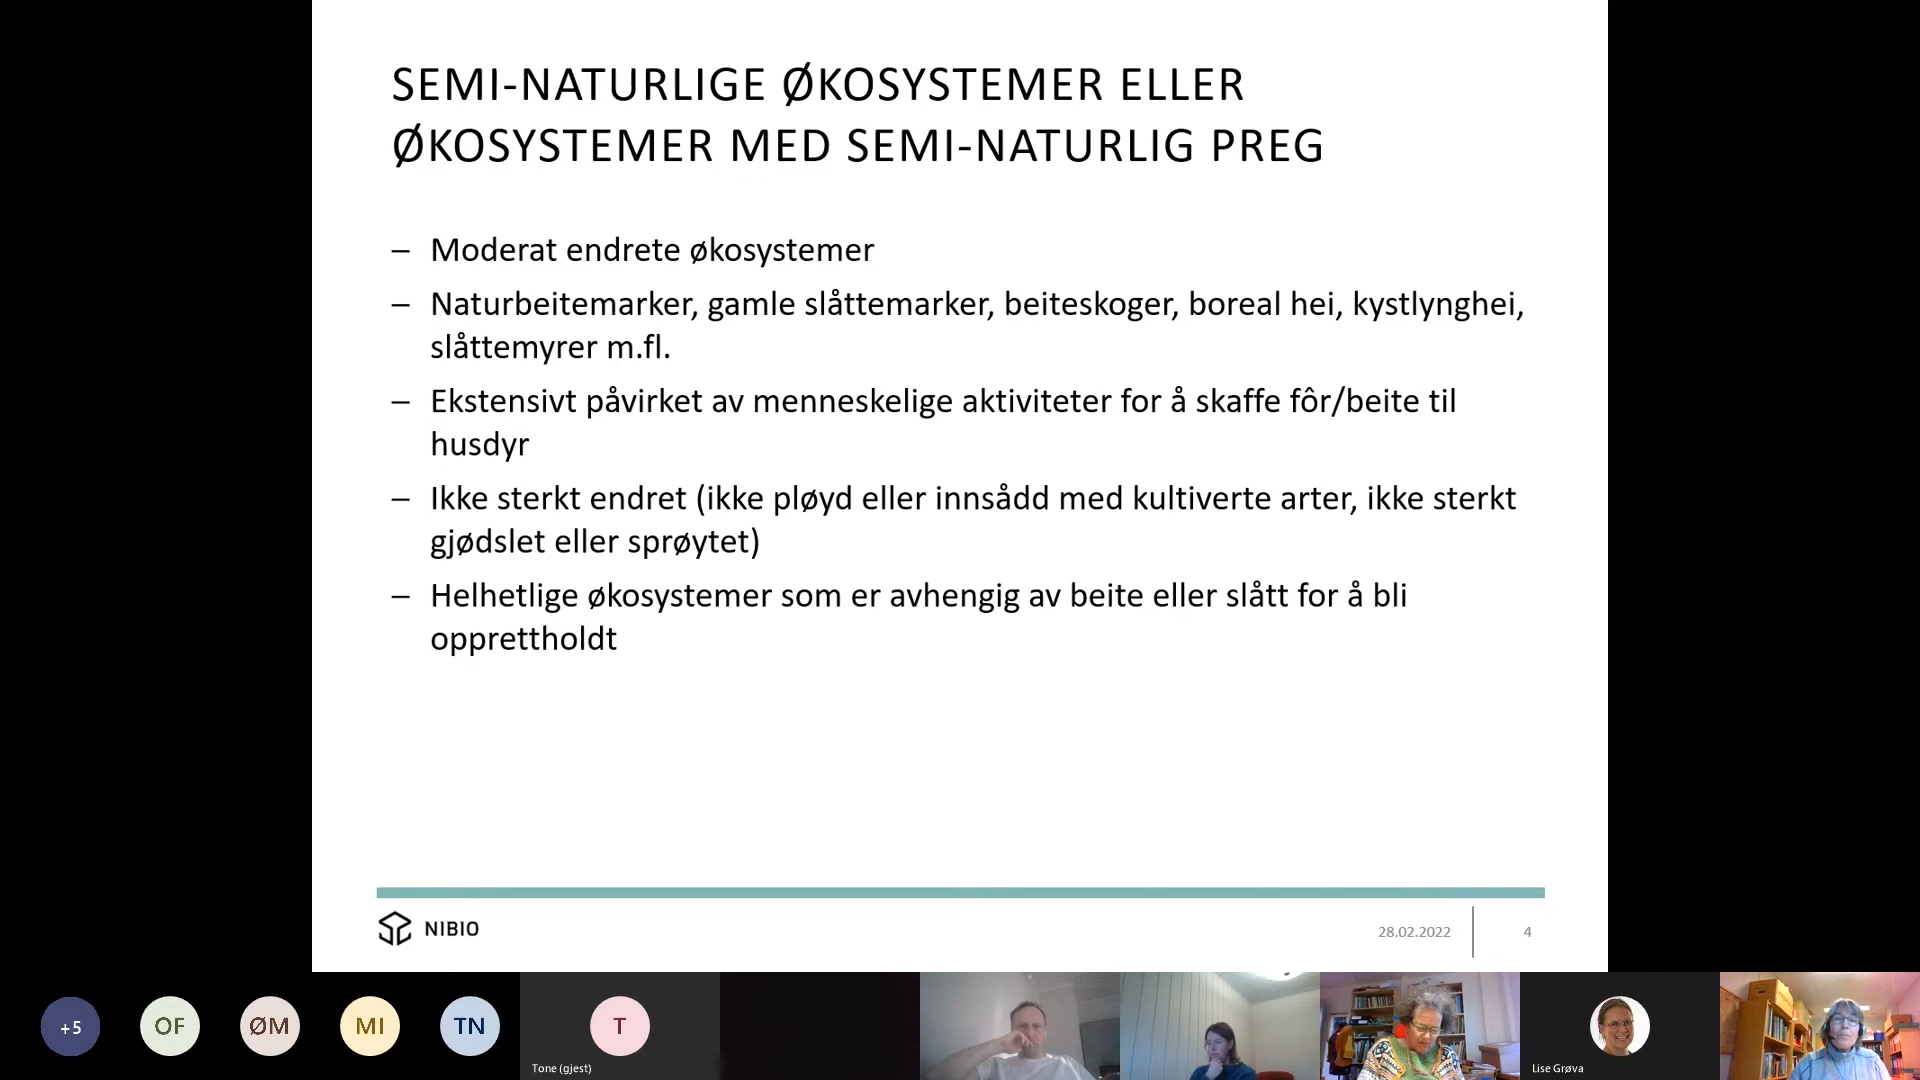 SEMI-NATURLIGE ØKOSYSTEMER ELLER
ØKOSYSTEMER MED SEMI-NATURLIG PREG
– Moderat endrete økosystemer
– Naturbeitemarker, gamle slåttemarker, beiteskoger, boreal hei, kystlynghei,
slåttemyrer m.fl.
– Ekstensivt påvirket av menneskelige aktiviteter for å skaffe fôr/beite til
husdyr
– Ikke sterkt endret (ikke pløyd eller innsådd med kultiverte arter, ikke sterkt
gjødslet eller sprøytet)
– Helhetlige økosystemer som er avhengig av beite eller slått for å bli
opprettholdt
NIBIO
28.02.2022
4
+5
OF
ØM
MI
TN
T
Tone (gjest)
Lise Grøva